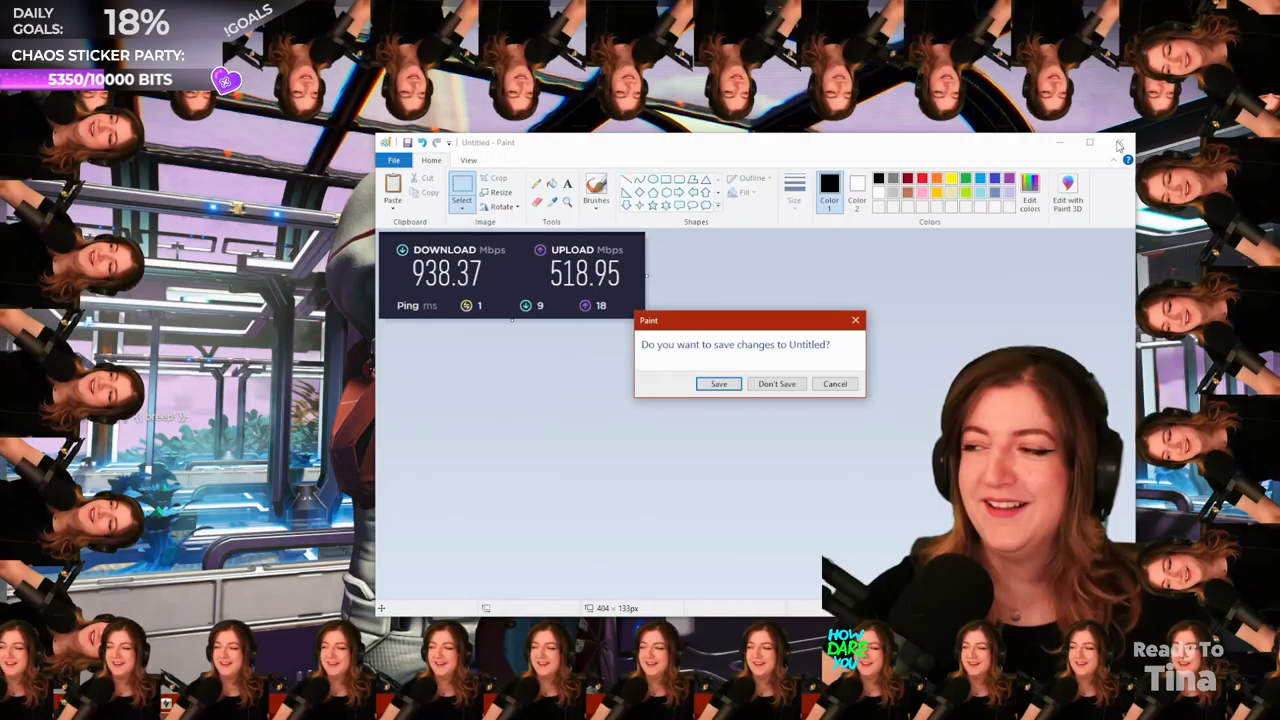 DAILY
GOALS:
18%
!GOALS
CHAOS STICKER PARTY:
5350/10000 BITS
Untitled - Paint
File
Home
View
Paste
Cut
Copy
Clipboard
Select
Crop
Resize
Rotate
Image
A
Tools
Brushes
Outline
Fill
Shapes
Size
Color
1
Color
2
Edit
colors
Edit with
Paint 3D
Colors
DOWNLOAD Mbps
UPLOAD Mbps
938.37
518.95
Ping ms
1
9
18
Paint
Do you want to save changes to Untitled?
Save
Don't Save
Cancel
404 × 133px
HOW
DARE
YOU
ReadyTo
Tina